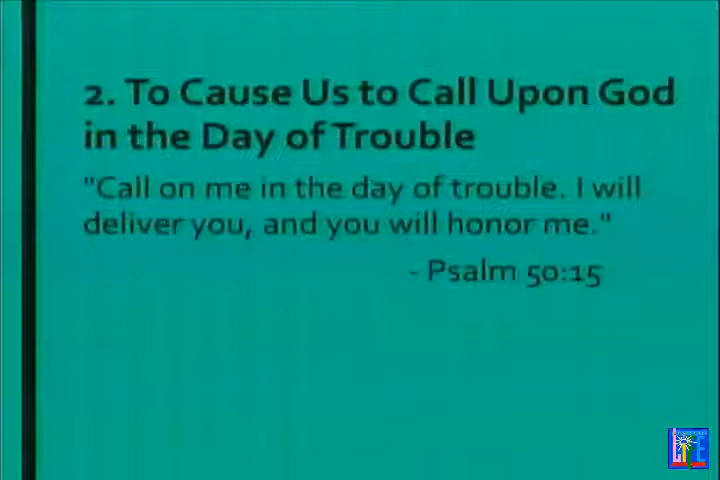 2. To Cause Us to Call Upon God
in the Day of Trouble
"Call on me in the day of trouble. I will
deliver you, and you will honor me."
- Psalm 50:15
LIFE